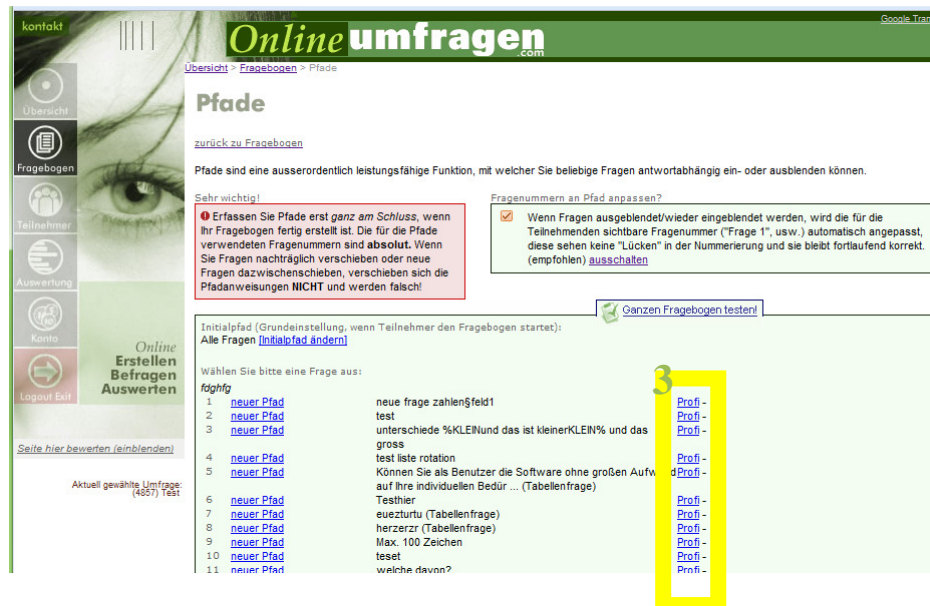 kontakt
Google Tran
Online umfragen
.com
Übersicht > Fragebogen > Pfade
Übersicht
Fragebogen
Teilnehmer
Auswertung
Konto
Logout Exit
Online
Erstellen
Befragen
Auswerten
Seite hier bewerten (einblenden)
Aktuell gewählte Umfrage:
(4857) Test
Pfade
zurück zu Fragebogen
Pfade sind eine ausserordentlich leistungsfähige Funktion, mit welcher Sie beliebige Fragen antwortabhängig ein- oder ausblenden können.
Sehr wichtig!
Erfassen Sie Pfade erst ganz am Schluss, wenn
Ihr Fragebogen fertig erstellt ist. Die für die Pfade
verwendeten Fragenummern sind absolut. Wenn
Sie Fragen nachträglich verschieben oder neue
Fragen dazwischenschieben, verschieben sich die
Pfadanweisungen NICHT und werden falsch!
Fragenummern an Pfad anpassen?
Wenn Fragen ausgeblendet/wieder eingeblendet werden, wird die für die
Teilnehmenden sichtbare Fragenummer ("Frage 1", usw.) automatisch angepasst,
diese sehen keine "Lücken" in der Nummerierung und sie bleibt fortlaufend korrekt.
(empfohlen) ausschalten
Ganzen Fragebogen testen!
Initialpfad (Grundeinstellung, wenn Teilnehmer den Fragebogen startet):
Alle Fragen [Initialpfad ändern]
Wählen Sie bitte eine Frage aus:
3
fdghfg
1 neuer Pfad neue frage zahlen§feld1 Profi -
2 neuer Pfad test Profi -
3 neuer Pfad unterschiede %KLEINund das ist kleinerKLEIN% und das Profi -
gross
4 neuer Pfad test liste rotation Profi -
5 neuer Pfad Können Sie als Benutzer die Software ohne großen Aufwand Profi -
auf Ihre individuellen Bedür ... (Tabellenfrage)
6 neuer Pfad Testhier Profi -
7 neuer Pfad euezturtu (Tabellenfrage) Profi -
8 neuer Pfad herzerzr (Tabellenfrage) Profi -
9 neuer Pfad Max. 100 Zeichen Profi -
10 neuer Pfad teset Profi -
11 neuer Pfad welche davon? Profi -